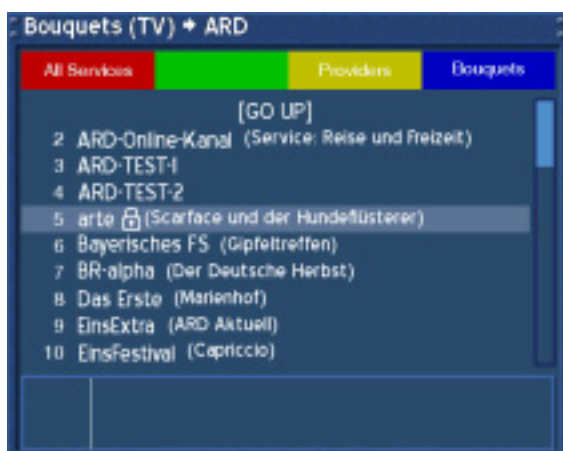 Bouquets (TV) → ARD
All Services Providers Bouquets
[GO UP]
2 ARD-Online-Kanal (Service: Reise und Freizeit)
3 ARD-TEST-1
4 ARD-TEST-2
5 arte (Scarface und der Hundeflüsterer)
6 Bayerisches FS (Gipfeltreffen)
7 BR-alpha (Der Deutsche Herbst)
8 Das Erste (Marienhof)
9 EinsExtra (ARD Aktuell)
10 EinsFestival (Capriccio)